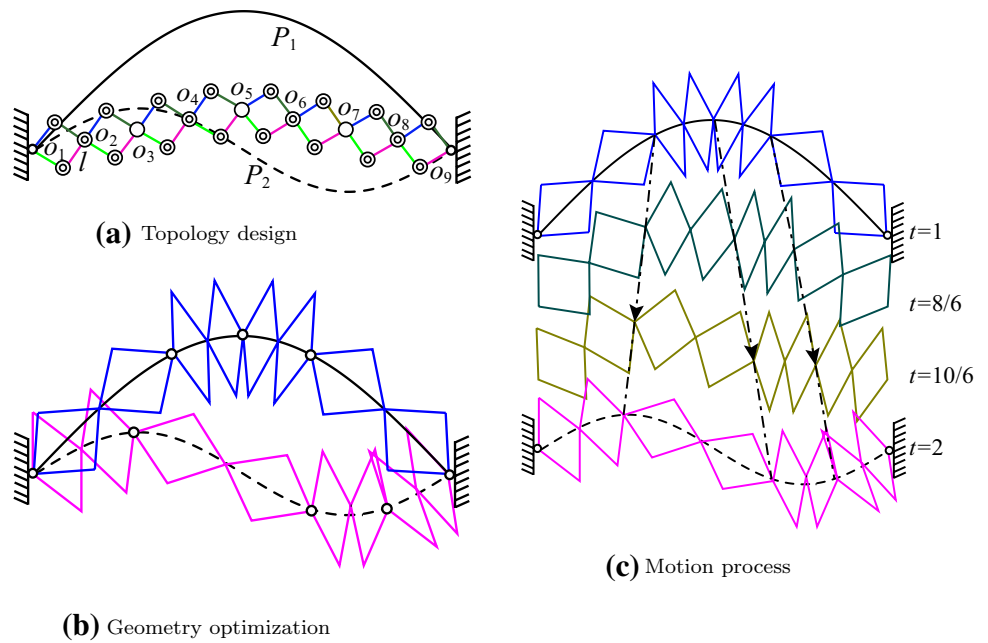 P1
o1
o2
o3
o4
o5
o6
o7
o8
o9
l
P2
(a) Topology design
(b) Geometry optimization
t=1
t=8/6
t=10/6
t=2
(c) Motion process